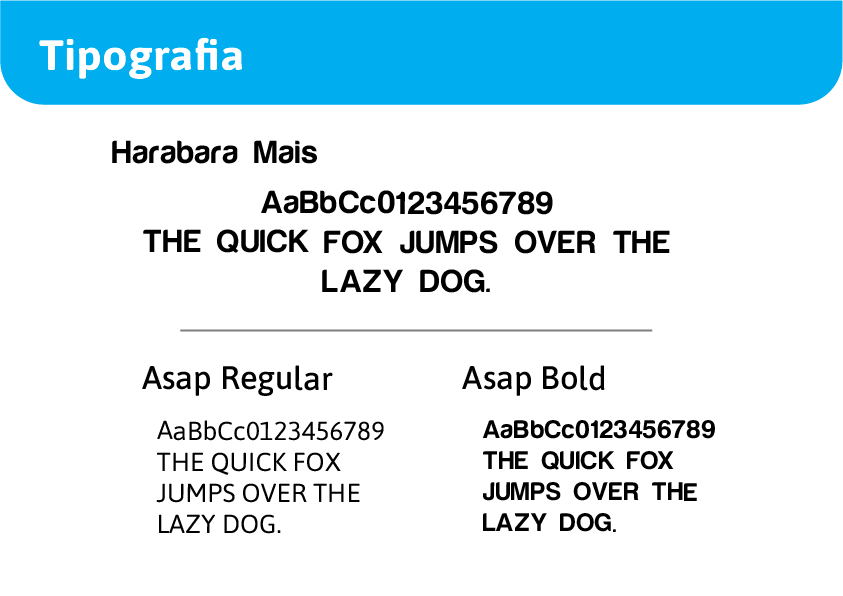 Tipografia
Harabara Mais
AaBbCc0123456789
THE QUICK FOX JUMPS OVER THE
LAZY DOG.
Asap Regular
AaBbCc0123456789
THE QUICK FOX
JUMPS OVER THE
LAZY DOG.
Asap Bold
AaBbCc0123456789
THE QUICK FOX
JUMPS OVER THE
LAZY DOG.